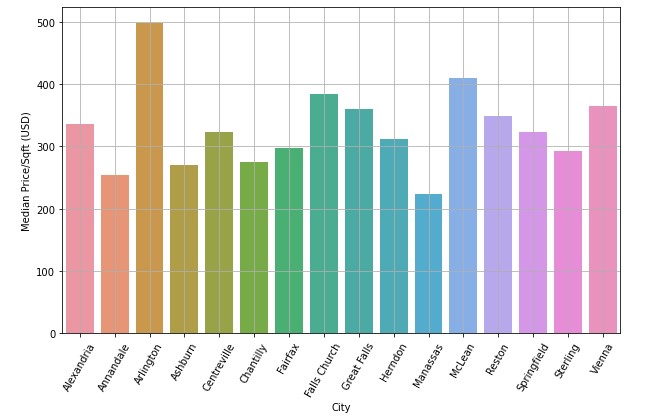 500
400
300
200
100
0
Median Price/Sqft (USD)
Alexandria
Annandale
Arlington
Ashburn
Centreville
Chantilly
Fairfax
Falls Church
Great Falls
Herndon
Manassas
McLean
Reston
Springfield
Sterling
Vienna
City